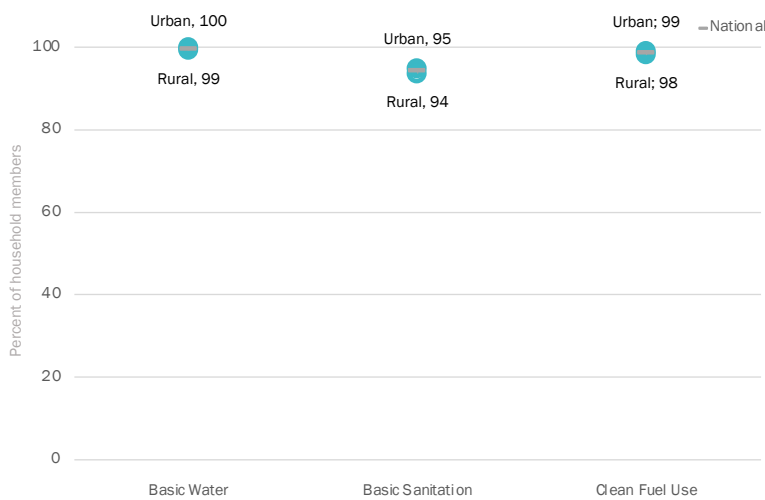 Urban, 100
Urban, 95
Urban; 99
National
100
Rural, 99
Rural, 94
Rural; 98
80
60
40
20
0
Percent of household members
Basic Water
Basic Sanitation
Clean Fuel Use